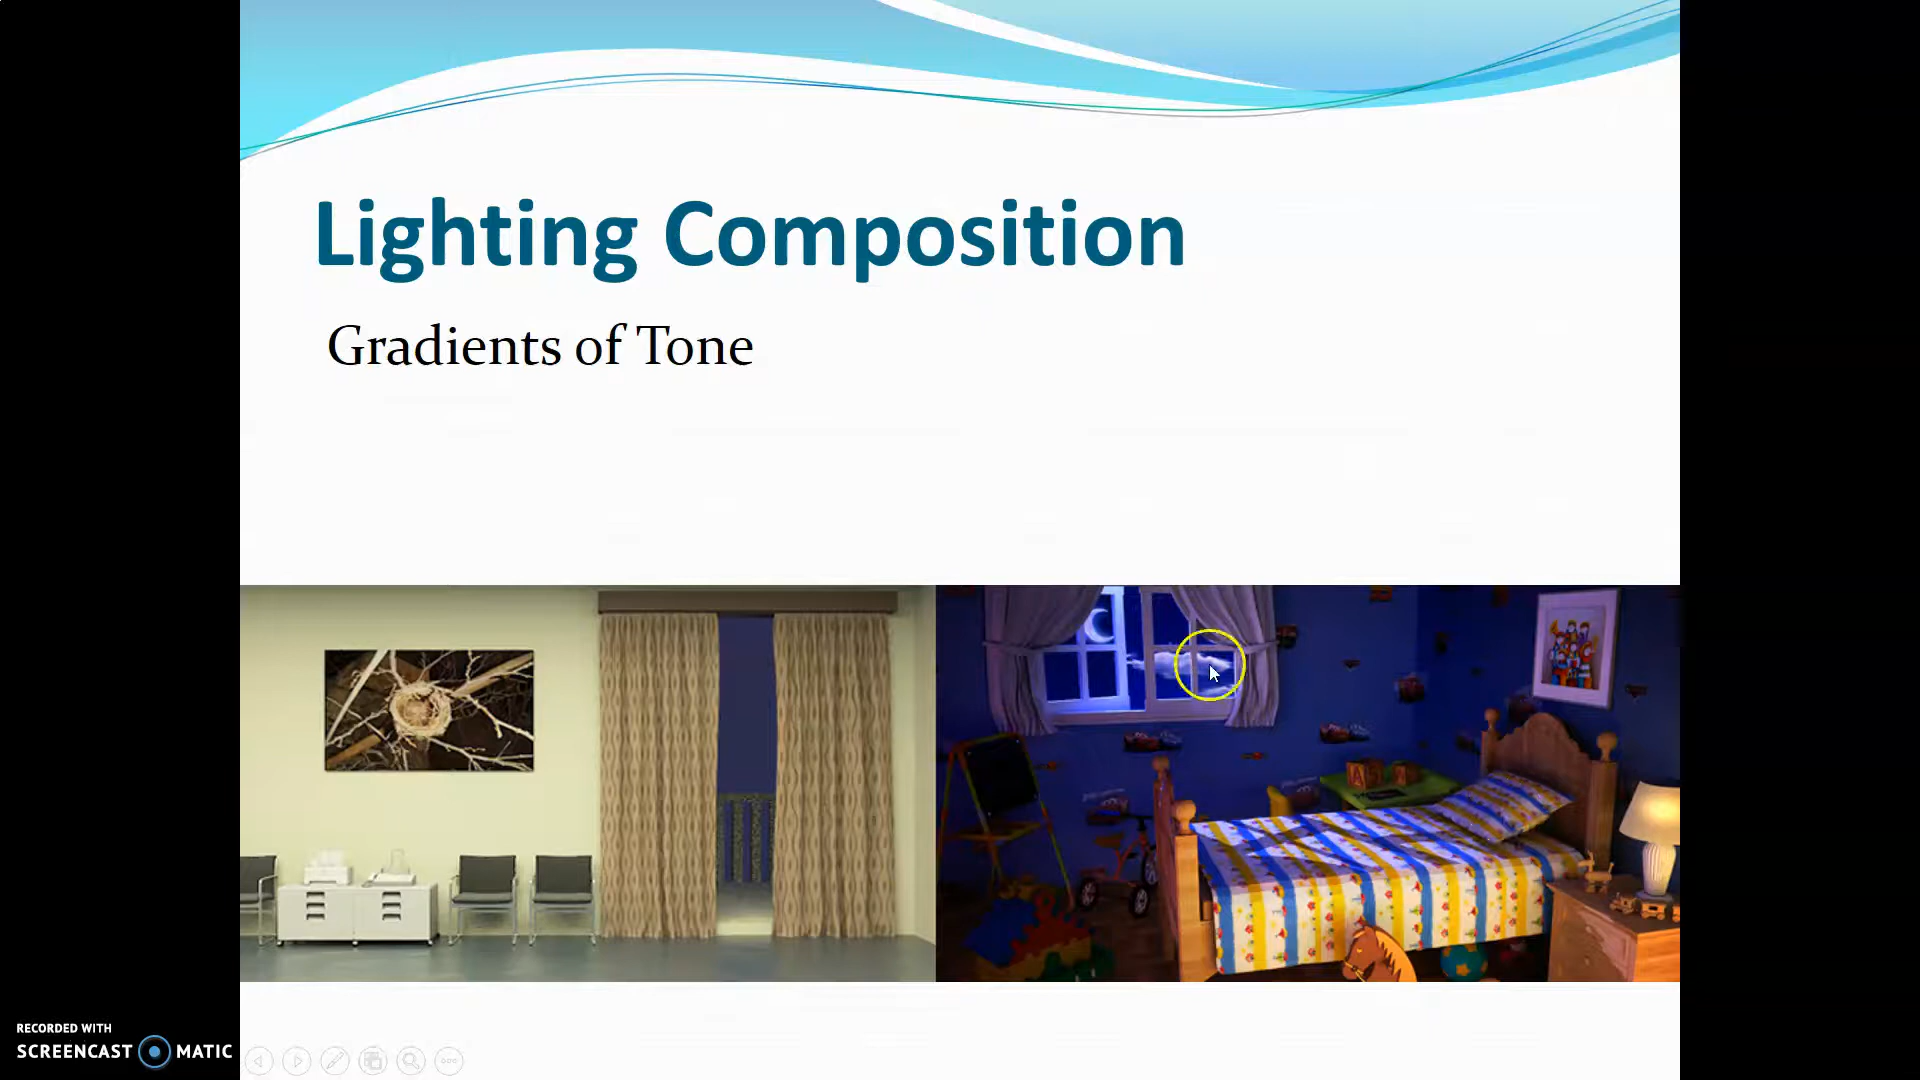 Lighting Composition
Gradients of Tone
RECORDED WITH
SCREENCAST MATIC